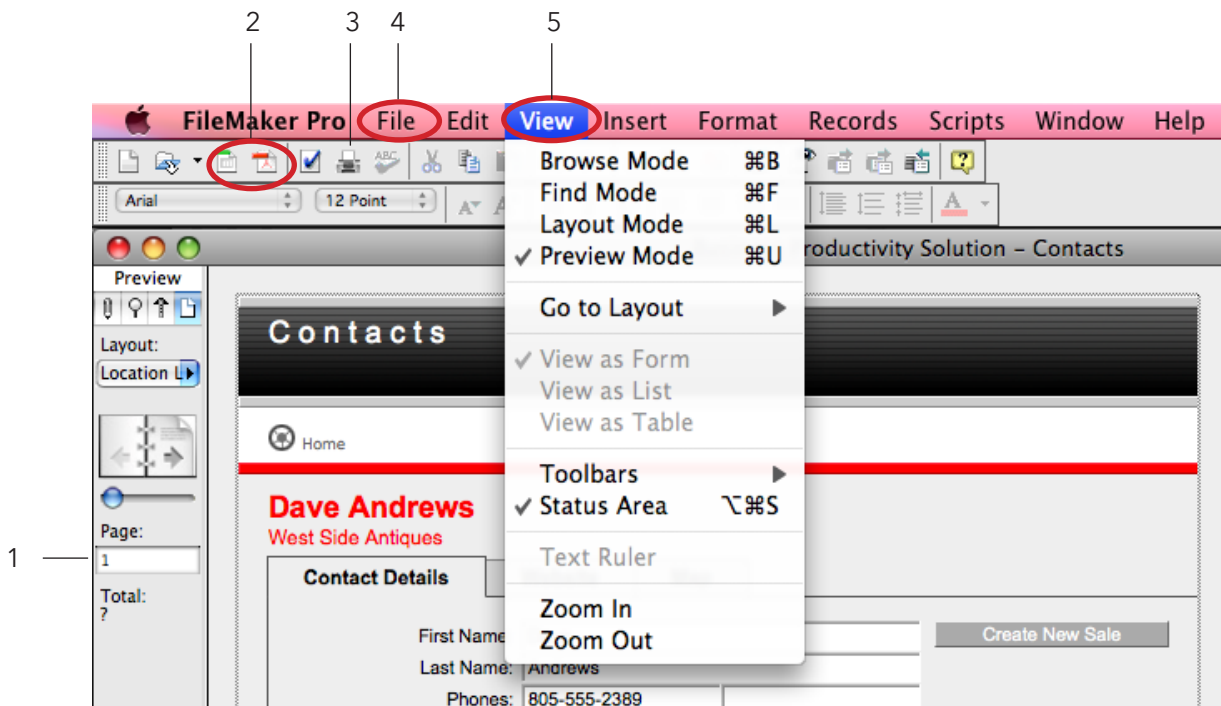 2 3 4 5
FileMaker Pro File Edit View Insert Format Records Scripts Window Help
ABC
Arial 12 Point
Browse Mode ⌘B
Find Mode ⌘F
Layout Mode ⌘L
✓ Preview Mode ⌘U
Go to Layout ▶
✓ View as Form
View as List
View as Table
Toolbars ▶
✓ Status Area ⌥⌘S
Text Ruler
Zoom In
Zoom Out
roductivity Solution – Contacts
Preview
Layout:
Location L
Page:
1 1
Total:
?
Contacts
Home
Dave Andrews
West Side Antiques
Contact Details
First Name
Create New Sale
Last Name: Andrews
Phones: 805-555-2389